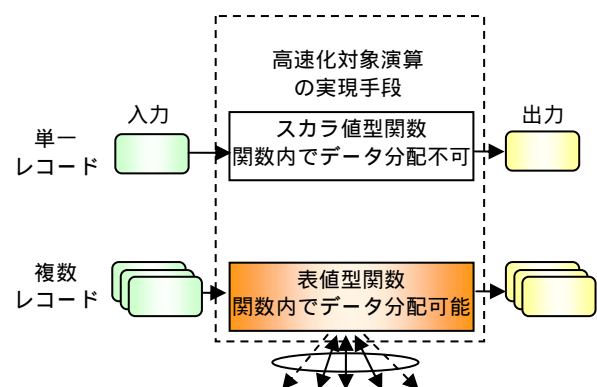 高速化対象演算
の実現手段
入力
出力
単一
レコード
スカラ値型関数
関数内でデータ分配不可
複数
レコード
表値型関数
関数内でデータ分配可能